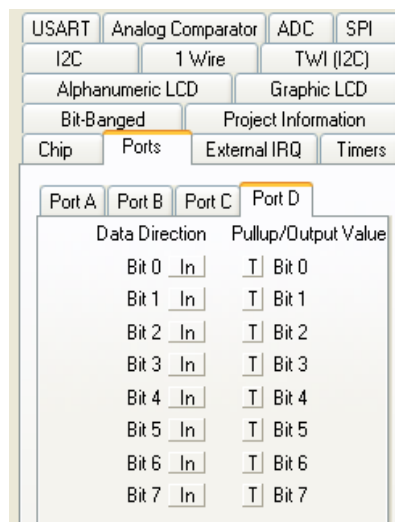 USART Analog Comparator ADC SPI
I2C 1 Wire TWI (I2C)
Alphanumeric LCD Graphic LCD
Bit-Banged Project Information
Chip Ports External IRQ Timers
Port A Port B Port C Port D
Data Direction Pullup/Output Value
Bit 0 In T Bit 0
Bit 1 In T Bit 1
Bit 2 In T Bit 2
Bit 3 In T Bit 3
Bit 4 In T Bit 4
Bit 5 In T Bit 5
Bit 6 In T Bit 6
Bit 7 In T Bit 7